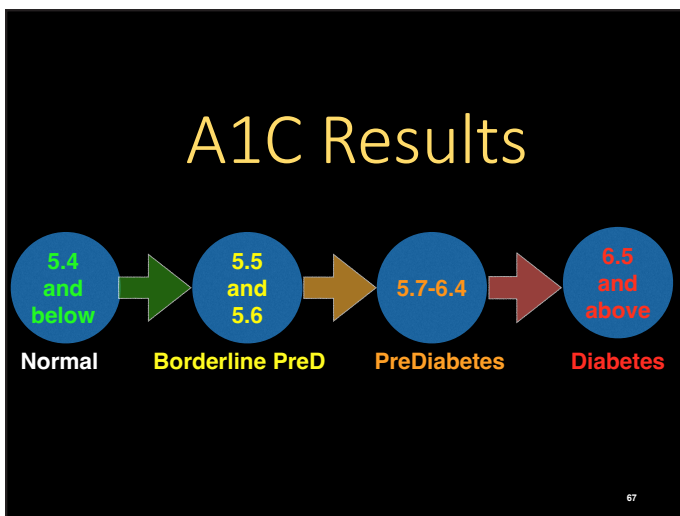 A1C Results
5.4
and
below
5.5
and
5.6
5.7-6.4
6.5
and
above
Normal
Borderline PreD
PreDiabetes
Diabetes
67